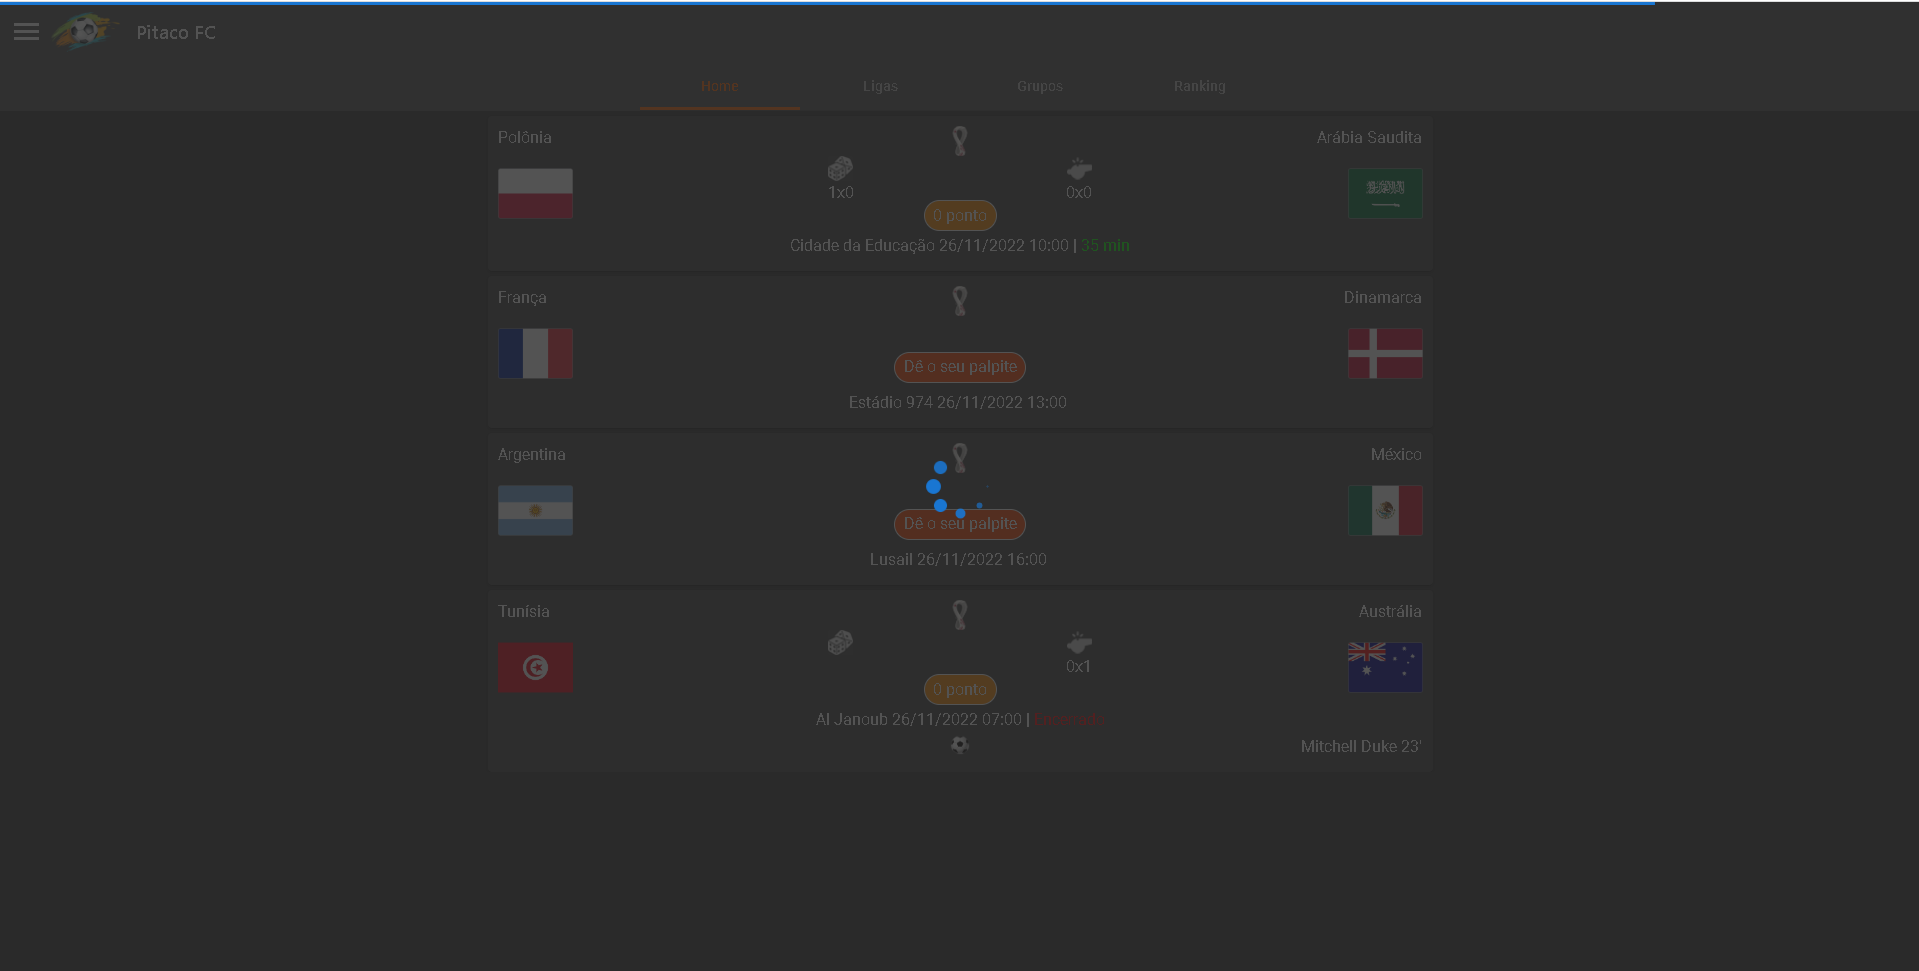 Pitaco FC
Home Ligas Grupos Ranking
Polônia Arábia Saudita
1x0 0x0
0 ponto
Cidade da Educação 26/11/2022 10:00 | 35 min
França Dinamarca
Dê o seu palpite
Estádio 974 26/11/2022 13:00
Argentina México
Dê o seu palpite
Lusail 26/11/2022 16:00
Tunísia Austrália
0x1
0 ponto
Al Janoub 26/11/2022 07:00 |
Mitchell Duke 23'